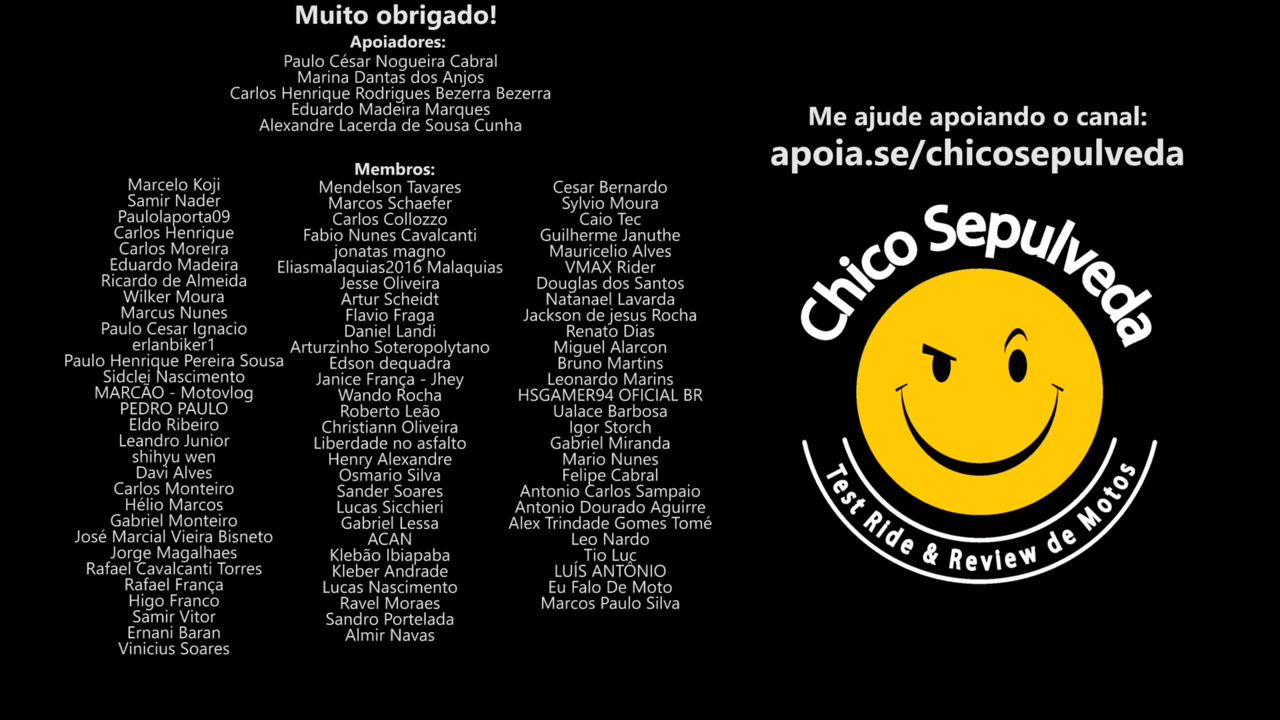 Muito obrigado!
Apoiadores:
Paulo César Nogueira Cabral
Marina Dantas dos Anjos
Carlos Henrique Rodrigues Bezerra Bezerra
Eduardo Madeira Marques
Alexandre Lacerda de Sousa Cunha
Marcelo Koji
Samir Nader
Paulolaporta09
Carlos Henrique
Carlos Moreira
Eduardo Madeira
Ricardo de Almeida
Wilker Moura
Marcus Nunes
Paulo Cesar Ignacio
erlanbiker1
Paulo Henrique Pereira Sousa
Sidclei Nascimento
MARCÃO - Motovlog
PEDRO PAULO
Eldo Ribeiro
Leandro Junior
shihyu wen
Davi Alves
Carlos Monteiro
Hélio Marcos
Gabriel Monteiro
José Marcial Vieira Bisneto
Jorge Magalhaes
Rafael Cavalcanti Torres
Rafael França
Higo Franco
Samir Vitor
Ernani Baran
Vinicius Soares
Membros:
Mendelson Tavares
Marcos Schaefer
Carlos Collozzo
Fabio Nunes Cavalcanti
jonatas magno
Eliasmalaquias2016 Malaquias
Jesse Oliveira
Artur Scheidt
Flavio Fraga
Daniel Landi
Arturzinho Soteropolytano
Edson dequadra
Janice França - Jhey
Wando Rocha
Roberto Leão
Christiann Oliveira
Liberdade no asfalto
Henry Alexandre
Osmario Silva
Sander Soares
Lucas Sicchieri
Gabriel Lessa
ACAN
Klebão Ibiapaba
Kleber Andrade
Lucas Nascimento
Ravel Moraes
Sandro Portelada
Almir Navas
Cesar Bernardo
Sylvio Moura
Caio Tec
Guilherme Januthe
Mauricelio Alves
VMAX Rider
Douglas dos Santos
Natanael Lavarda
Jackson de jesus Rocha
Renato Dias
Miguel Alarcon
Bruno Martins
Leonardo Marins
HSGAMER94 OFICIAL BR
Ualace Barbosa
Igor Storch
Gabriel Miranda
Mario Nunes
Felipe Cabral
Antonio Carlos Sampaio
Antonio Dourado Aguirre
Alex Trindade Gomes Tomé
Leo Nardo
Tio Luc
LUÍS ANTÔNIO
Eu Falo De Moto
Marcos Paulo Silva
Me ajude apoiando o canal:
apoia.se/chicosepulveda
Chico Sepulveda
Test Ride & Review de Motos